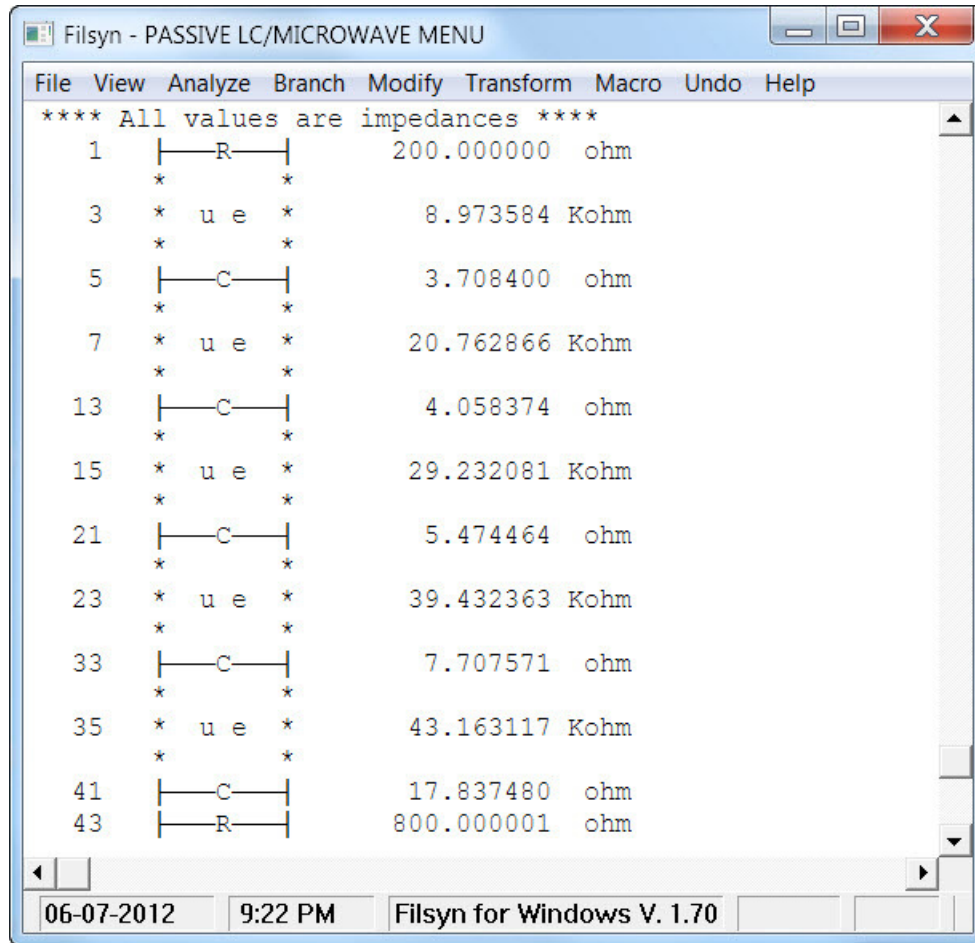 Filsyn - PASSIVE LC/MICROWAVE MENU
File View Analyze Branch Modify Transform Macro Undo Help
**** All values are impedances ****
1 ├──R──┤ 200.000000 ohm
* *
3 * u e * 8.973584 Kohm
* *
5 ├──C──┤ 3.708400 ohm
* *
7 * u e * 20.762866 Kohm
* *
13 ├──C──┤ 4.058374 ohm
* *
15 * u e * 29.232081 Kohm
* *
21 ├──C──┤ 5.474464 ohm
* *
23 * u e * 39.432363 Kohm
* *
33 ├──C──┤ 7.707571 ohm
* *
35 * u e * 43.163117 Kohm
* *
41 ├──C──┤ 17.837480 ohm
43 ├──R──┤ 800.000001 ohm
06-07-2012 9:22 PM Filsyn for Windows V. 1.70